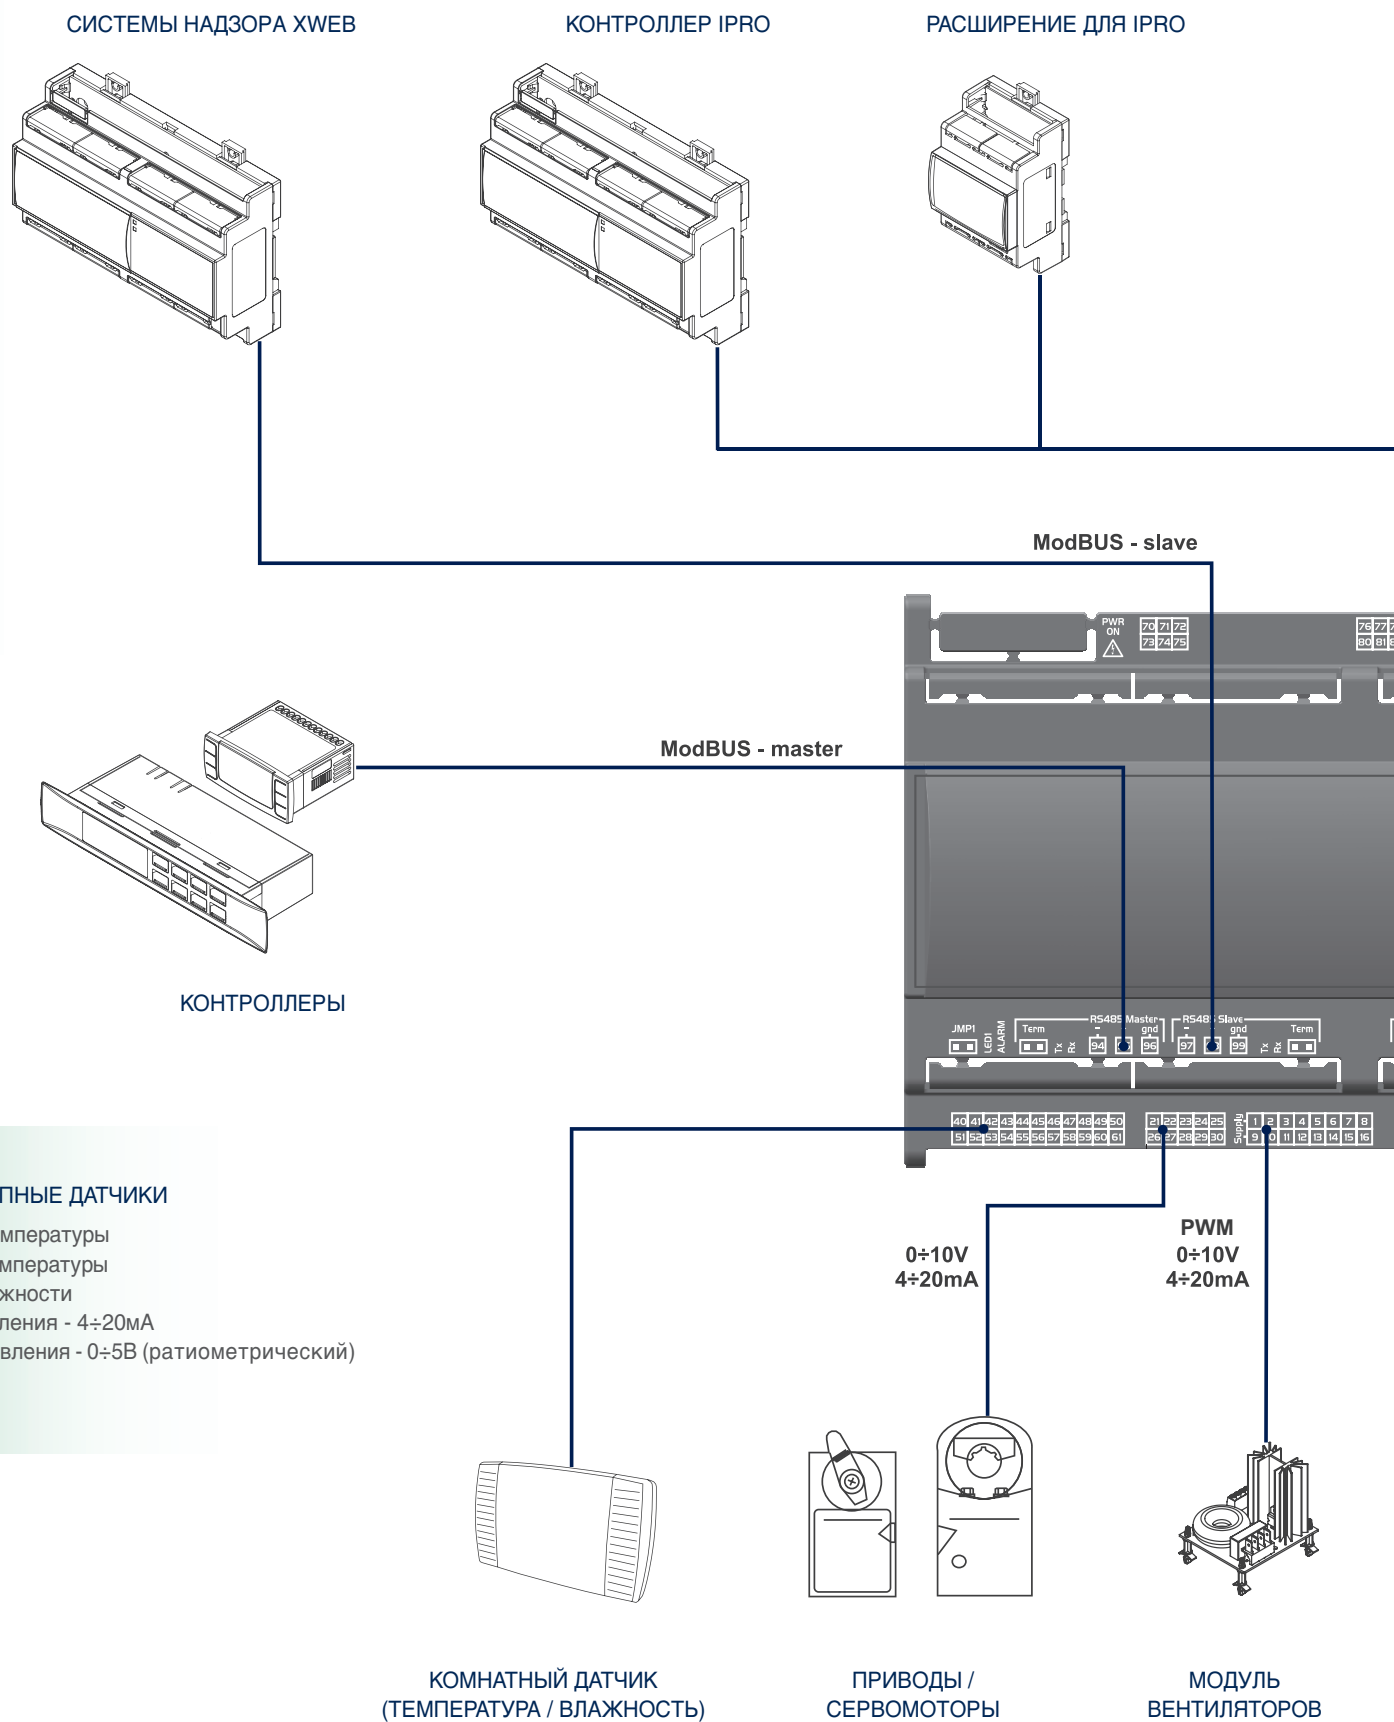 СИСТЕМЫ НАДЗОРА XWEB
КОНТРОЛЛЕР IPRO
РАСШИРЕНИЕ ДЛЯ IPRO
ModBUS - slave
PWR
ON
70 71 72
73 74 75
76 77
80 81
ModBUS - master
КОНТРОЛЛЕРЫ
JMP1
LED1
ALARM
Term
Tx
Rx
RS485 Master
-
gnd
94
96
RS485 Slave
-
gnd
97
99
Tx
Rx
Term
40 41 42 43 44 45 46 47 48 49 50
51 52 53 54 55 56 57 58 59 60 61
21 22 23 24 25
26 27 28 29 30
Supply
1 2 3 4 5 6 7 8
9 10 11 12 13 14 15 16
ПНЫЕ ДАТЧИКИ
мпературы
мпературы
жности
ления - 4÷20мА
вления - 0÷5В (ратиометрический)
0÷10V
4÷20mA
PWM
0÷10V
4÷20mA
КОМНАТНЫЙ ДАТЧИК
(ТЕМПЕРАТУРА / ВЛАЖНОСТЬ)
ПРИВОДЫ /
СЕРВОМОТОРЫ
МОДУЛЬ
ВЕНТИЛЯТОРОВ